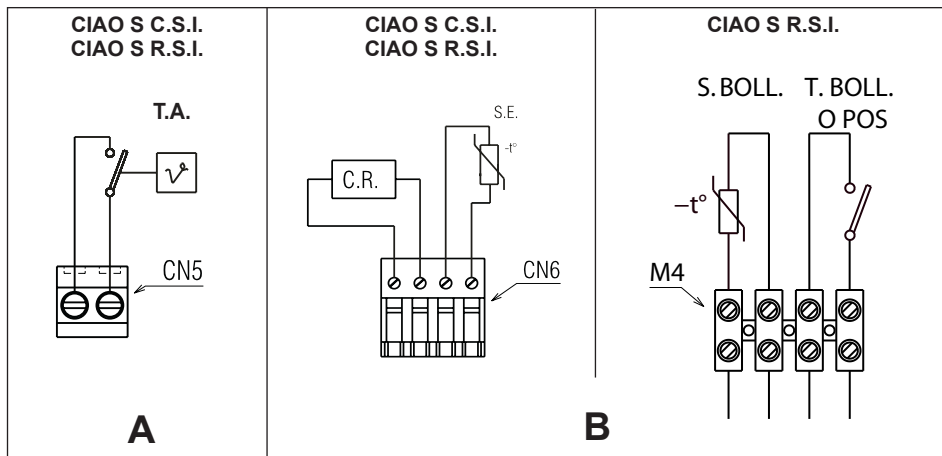 CIAO S C.S.I.
CIAO S R.S.I.
T.A.
CN5
A
CIAO S C.S.I.
CIAO S R.S.I.
S.E.
-t°
C.R.
CN6
CIAO S R.S.I.
S. BOLL.
T. BOLL.
O POS
–t°
M4
B